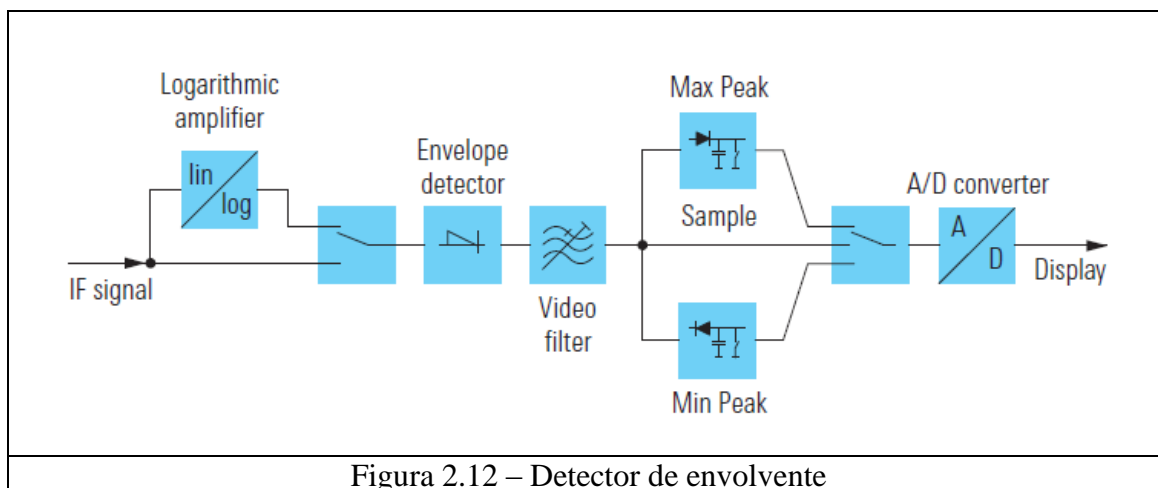 Logarithmic
amplifier
lin
log
IF signal
Envelope
detector
Video
filter
Max Peak
Sample
Min Peak
A/D converter
A
D
Display
Figura 2.12 – Detector de envolvente